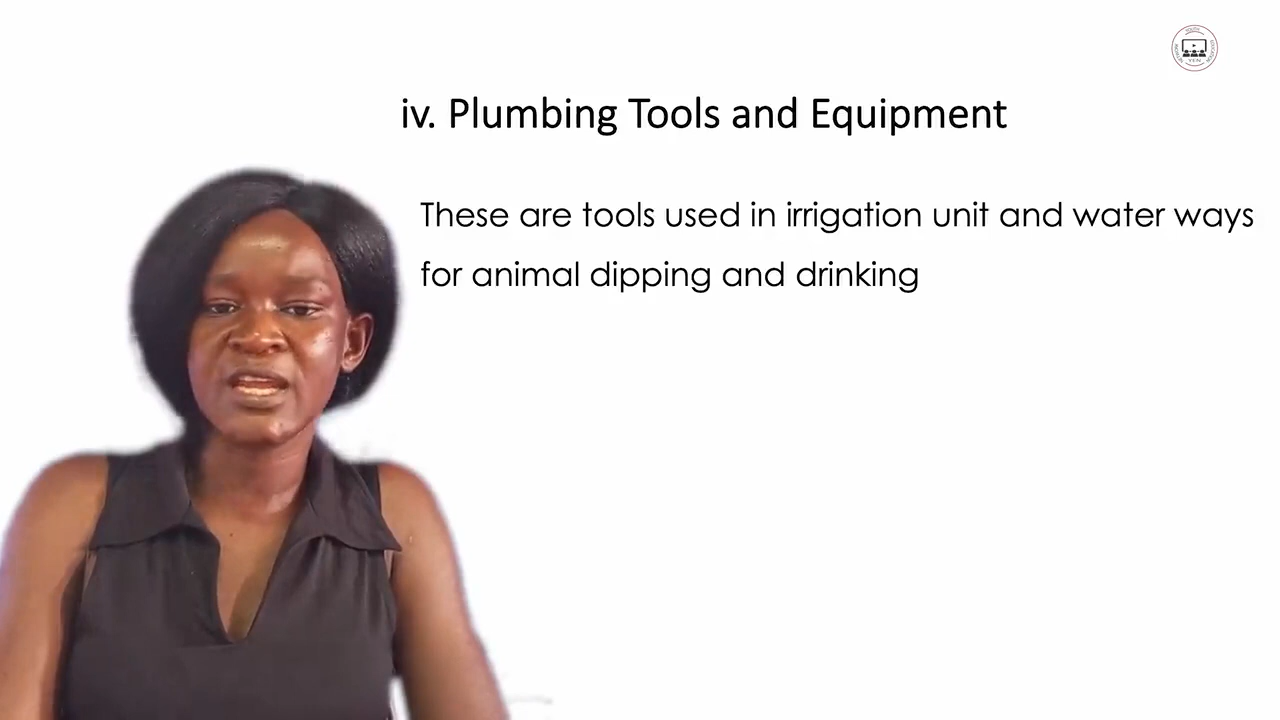 iv. Plumbing Tools and Equipment
These are tools used in irrigation unit and water ways
for animal dipping and drinking